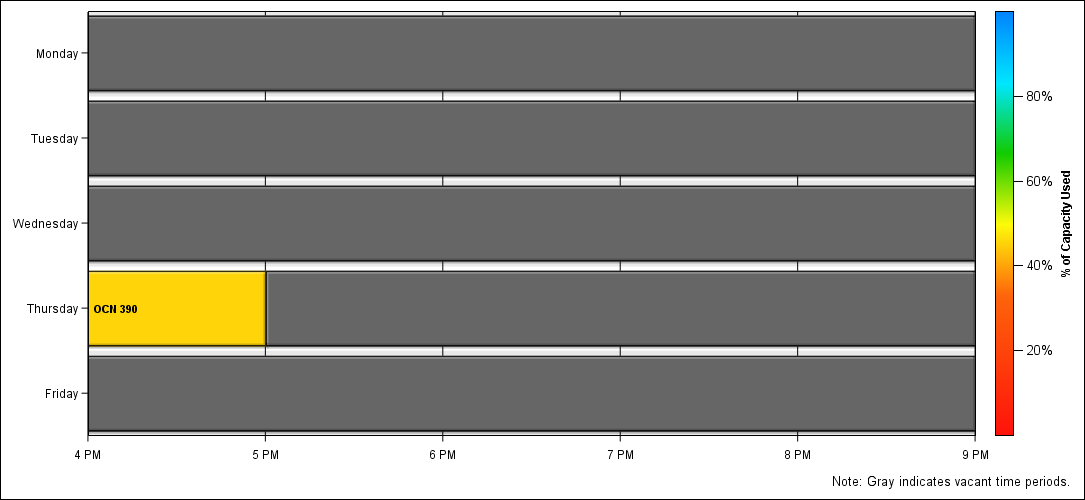 Monday
Tuesday
Wednesday
Thursday
Friday
OCN 390
4 PM 5 PM 6 PM 7 PM 8 PM 9 PM
80%
60%
40%
20%
% of Capacity Used
Note: Gray indicates vacant time periods.